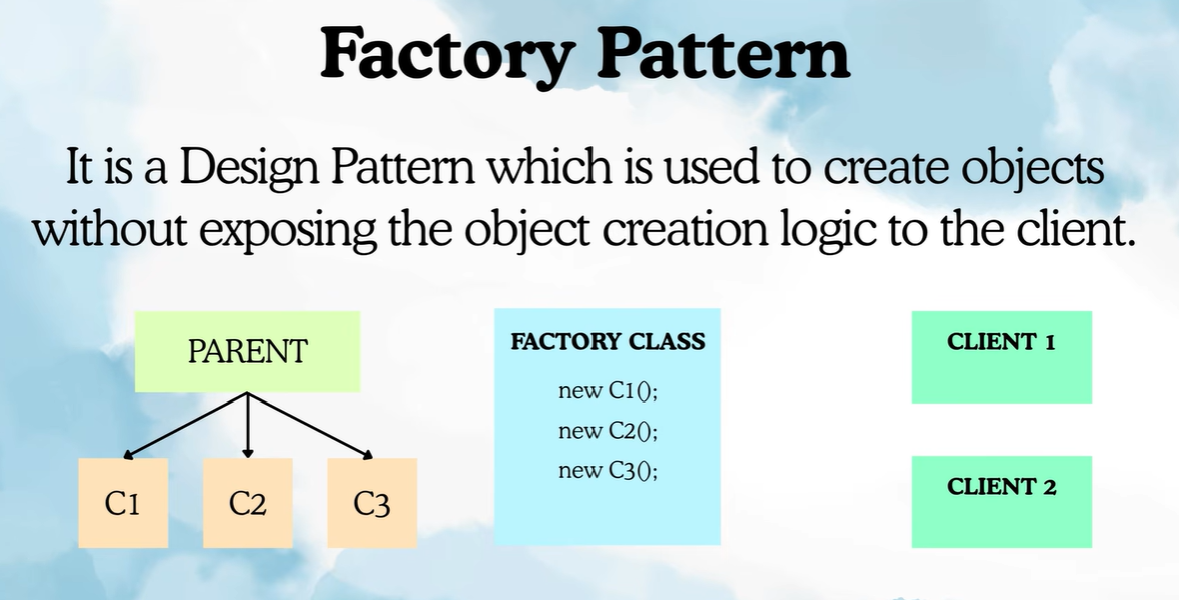 Factory Pattern
It is a Design Pattern which is used to create objects
without exposing the object creation logic to the client.
PARENT
C1
C2
C3
FACTORY CLASS
new C1();
new C2();
new C3();
CLIENT 1
CLIENT 2